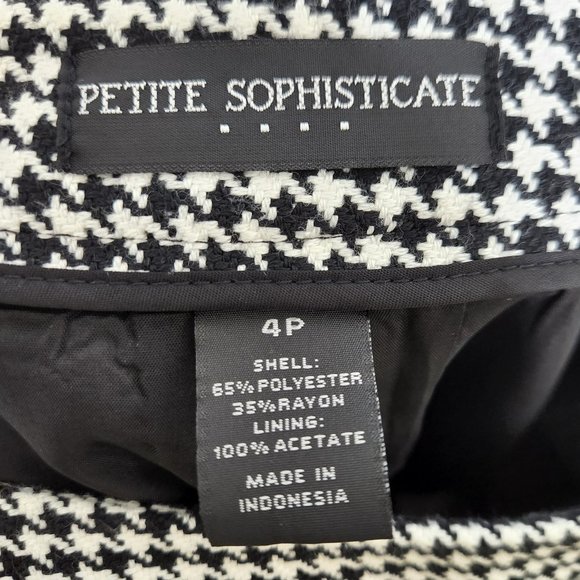 PETITE SOPHISTICATE
4P
SHELL:
65% POLYESTER
35% RAYON
LINING:
100% ACETATE
MADE IN
INDONESIA